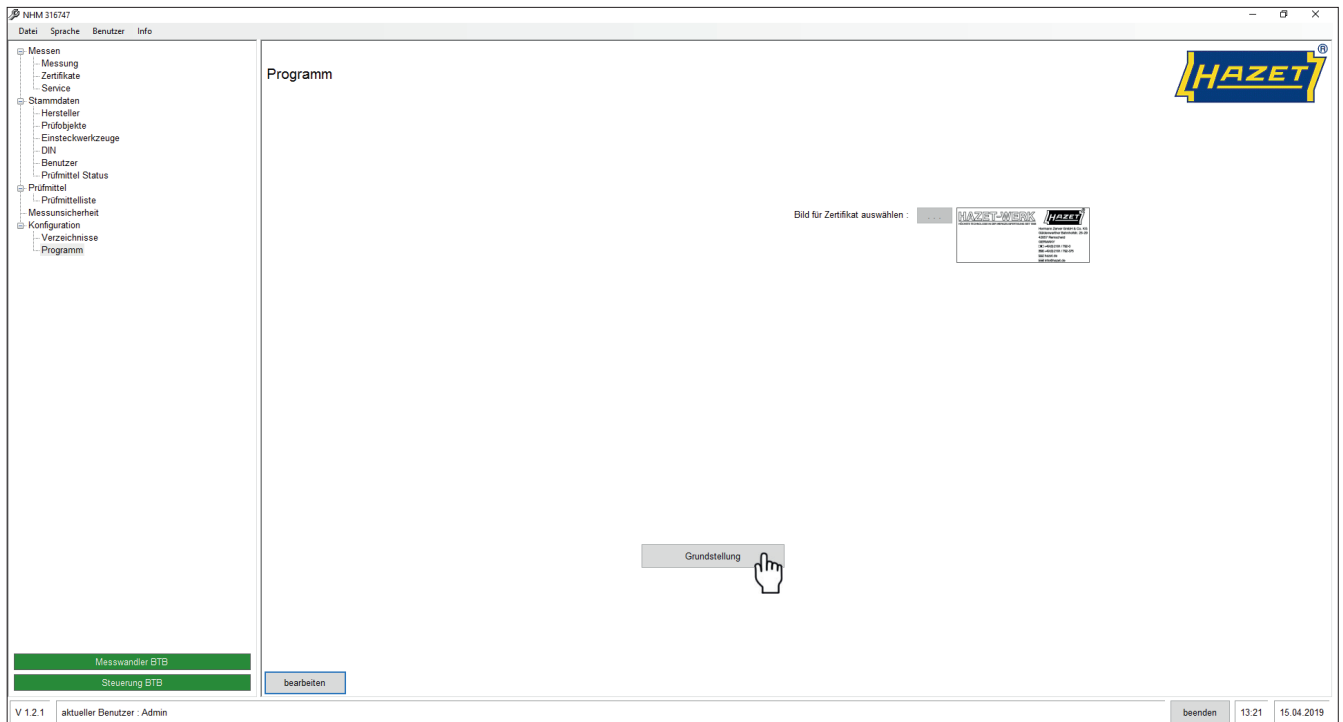 NHM 316747
Datei Sprache Benutzer Info
Messen
Messung
Zertifikate
Service
Stammdaten
Hersteller
Prüfobjekte
Einsteckwerkzeuge
DIN
Benutzer
Prüfmittel Status
Prüfmittel
Prüfmittelliste
Messunsicherheit
Konfiguration
Verzeichnisse
Programm
Messwandler BTB
Steuerung BTB
Programm
HAZET ®
Bild für Zertifikat auswählen : ...
HAZET-WERK HAZET
Grundstellung
bearbeiten
V 1.2.1 aktueller Benutzer : Admin beenden 13:21 15.04.2019